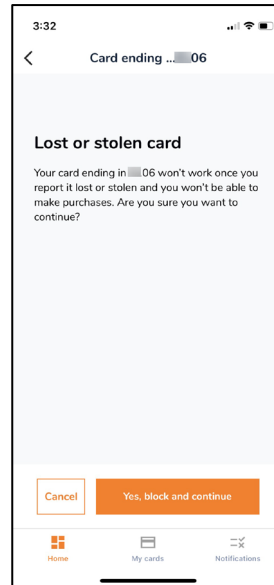 3:32
Card ending ... 06
Lost or stolen card
Your card ending in 06 won't work once you
report it lost or stolen and you won't be able to
make purchases. Are you sure you want to
continue?
Cancel
Yes, block and continue
Home
My cards
Notifications